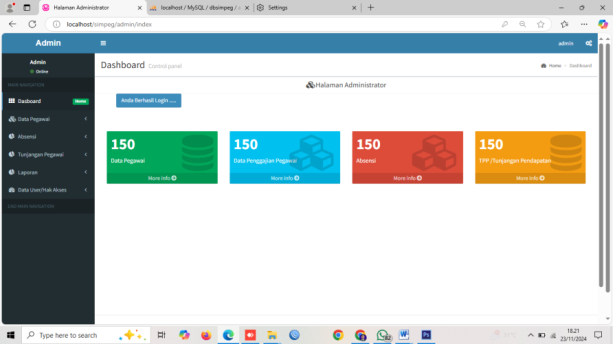 Halaman Administrator
localhost / MySQL / dbsimpeg /
Settings
localhost/simpeg/admin/index
Admin
admin
Admin
Online
Dashboard Control panel
Home > Dashboard
MAIN NAVIGATION
Halaman Administrator
Dasboard Home
Anda Berhasil Login .....
Data Pegawai
Absensi
Tunjangan Pegawai
Laporan
Data User/Hak Akses
150
Data Pegawai
More info
150
Data Penggajian Pegawai
More info
150
Absensi
More info
150
TPP /Tunjangan Pendapatan
More info
Type here to search
18.21
23/11/2024